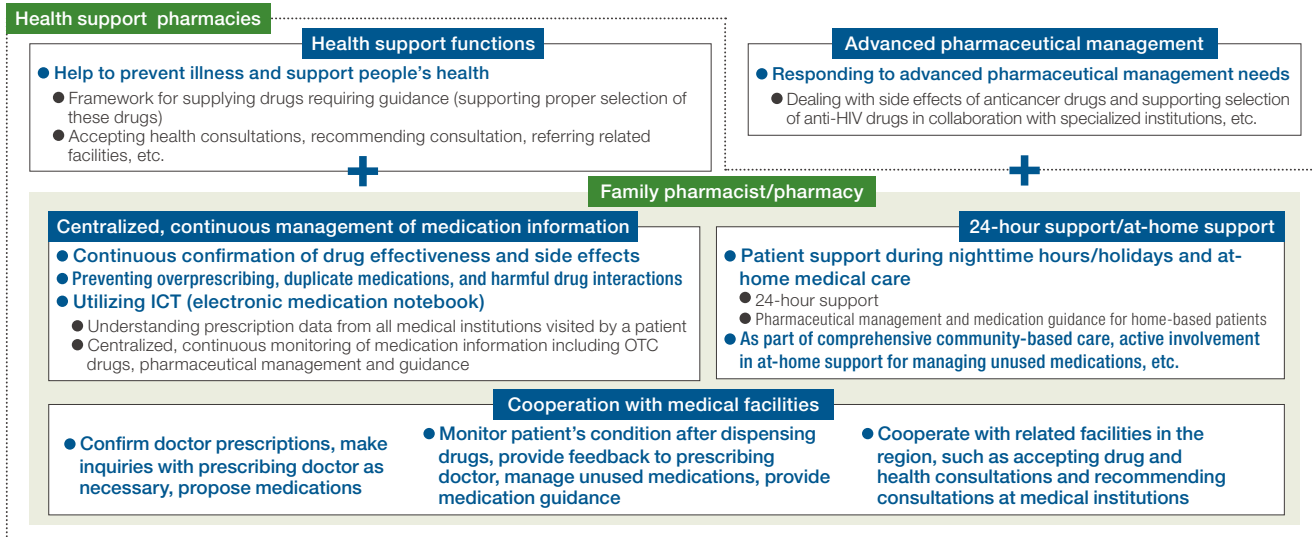 Health support pharmacies
Health support functions
● Help to prevent illness and support people's health
● Framework for supplying drugs requiring guidance (supporting proper selection of
these drugs)
● Accepting health consultations, recommending consultation, referring related
facilities, etc.
Advanced pharmaceutical management
● Responding to advanced pharmaceutical management needs
● Dealing with side effects of anticancer drugs and supporting selection
of anti-HIV drugs in collaboration with specialized institutions, etc.
+
+
Family pharmacist/pharmacy
Centralized, continuous management of medication information
● Continuous confirmation of drug effectiveness and side effects
● Preventing overprescribing, duplicate medications, and harmful drug interactions
● Utilizing ICT (electronic medication notebook)
● Understanding prescription data from all medical institutions visited by a patient
● Centralized, continuous monitoring of medication information including OTC
drugs, pharmaceutical management and guidance
24-hour support/at-home support
● Patient support during nighttime hours/holidays and at-
home medical care
● 24-hour support
● Pharmaceutical management and medication guidance for home-based patients
● As part of comprehensive community-based care, active involvement
in at-home support for managing unused medications, etc.
Cooperation with medical facilities
● Confirm doctor prescriptions, make
inquiries with prescribing doctor as
necessary, propose medications
● Monitor patient's condition after dispensing
drugs, provide feedback to prescribing
doctor, manage unused medications, provide
medication guidance
● Cooperate with related facilities in the
region, such as accepting drug and
health consultations and recommending
consultations at medical institutions